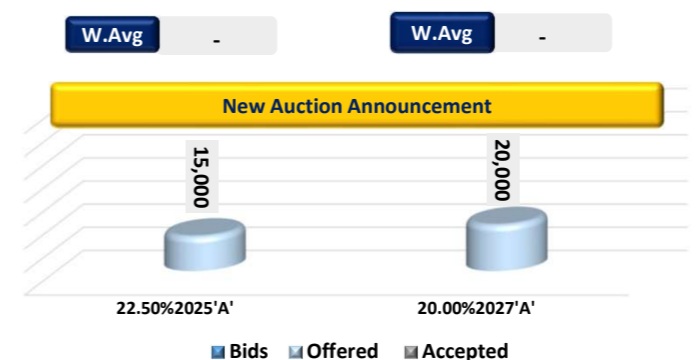 W.Avg - W.Avg -
New Auction Announcement
15,000 20,000
22.50%2025'A' 20.00%2027'A'
Bids Offered Accepted